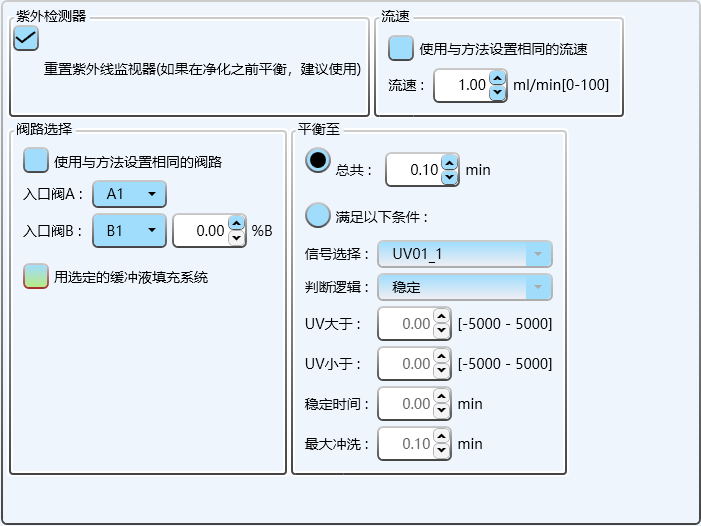 紫外检测器
重置紫外线监视器(如果在净化之前平衡，建议使用)
流速
使用与方法设置相同的流速
流速： 1.00 ml/min[0-100]
阀路选择
使用与方法设置相同的阀路
入口阀A： A1
入口阀B： B1 0.00 %B
用选定的缓冲液填充系统
平衡至
总共： 0.10 min
满足以下条件：
信号选择： UV01_1
判断逻辑： 稳定
UV大于： 0.00 [-5000 - 5000]
UV小于： 0.00 [-5000 - 5000]
稳定时间： 0.00 min
最大冲洗： 0.10 min